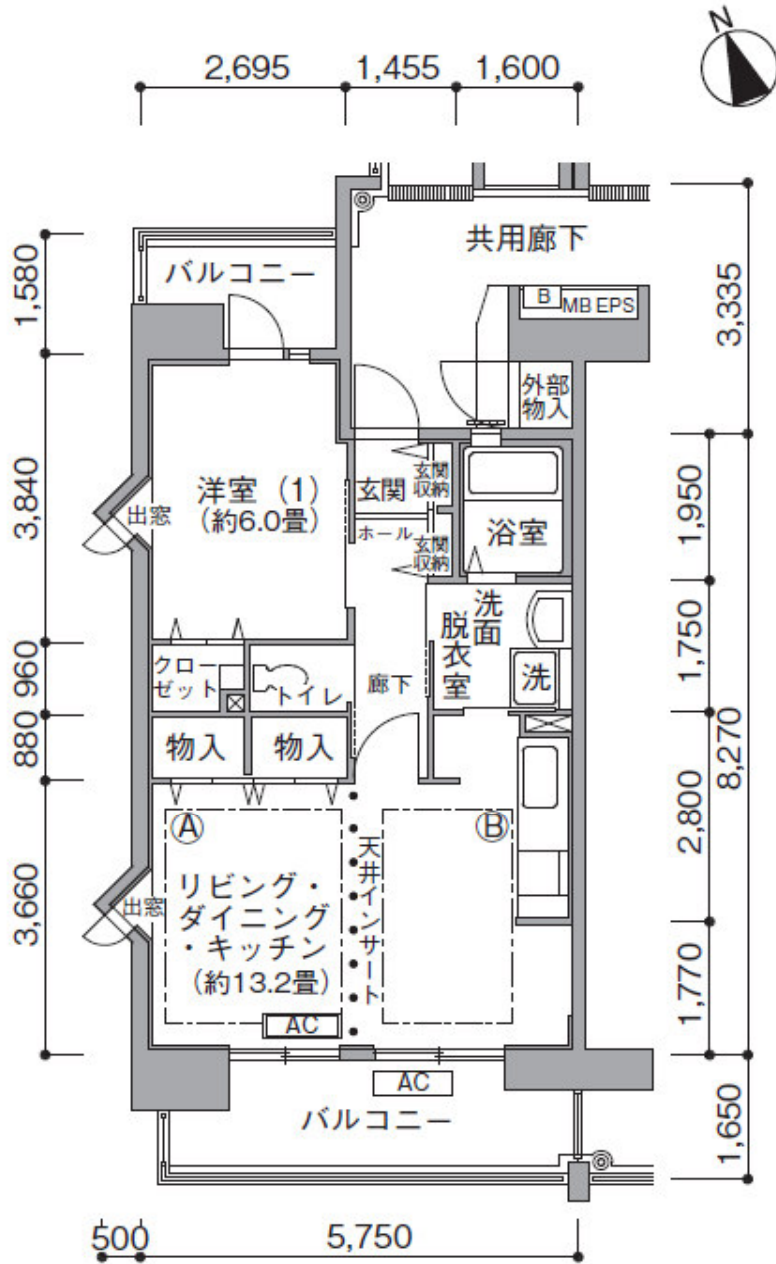 N
2,695
1,455
1,600
共用廊下
バルコニー
1,580
3,335
B
MB EPS
外部
物入
3,840
洋室（1）
（約6.0畳）
出窓
玄関
玄関
収納
ホール
玄関
収納
浴室
1,950
洗面
脱衣室
洗
1,750
960
クロー
ゼット
トイレ
廊下
880
物入
物入
8,270
2,800
Ⓐ
Ⓑ
天井インサート
リビング・
ダイニング
・キッチン
（約13.2畳）
出窓
3,660
1,770
AC
AC
バルコニー
1,650
500
5,750